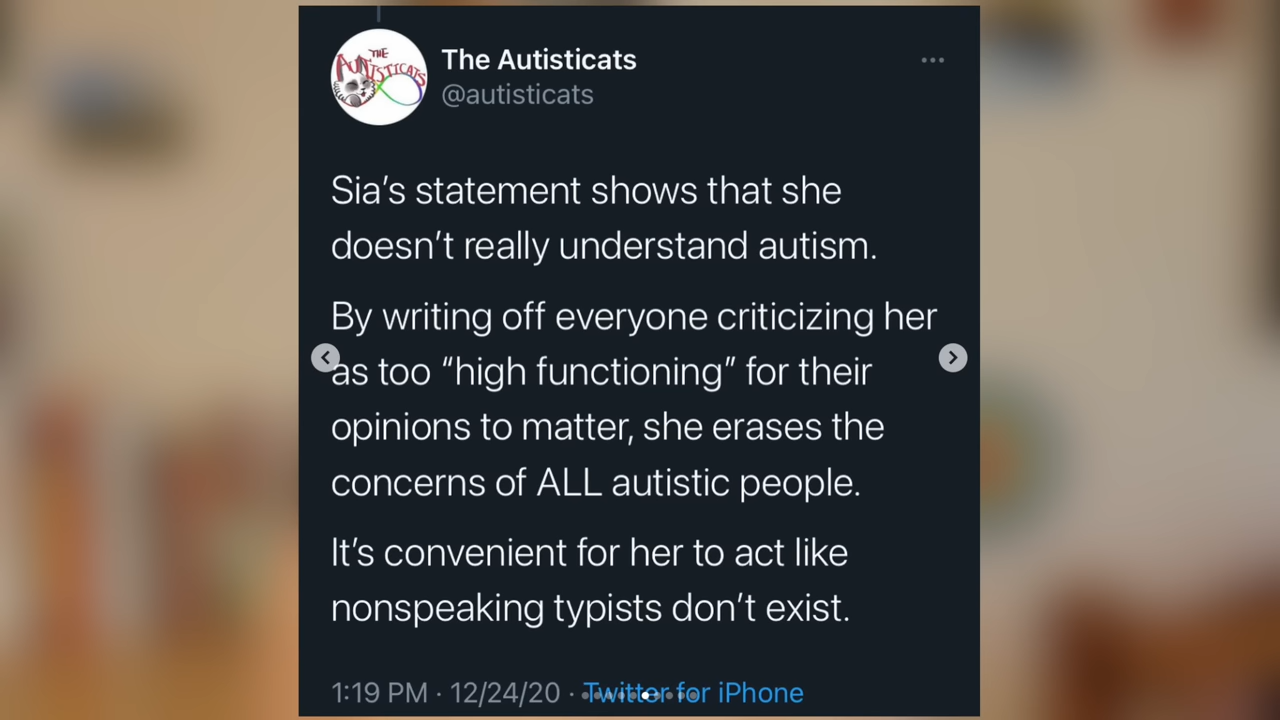 THE
AUTISTICATS
The Autisticats
@autisticats
Sia’s statement shows that she
doesn’t really understand autism.
By writing off everyone criticizing her
as too “high functioning” for their
opinions to matter, she erases the
concerns of ALL autistic people.
It’s convenient for her to act like
nonspeaking typists don’t exist.
1:19 PM · 12/24/20 · Twitter for iPhone